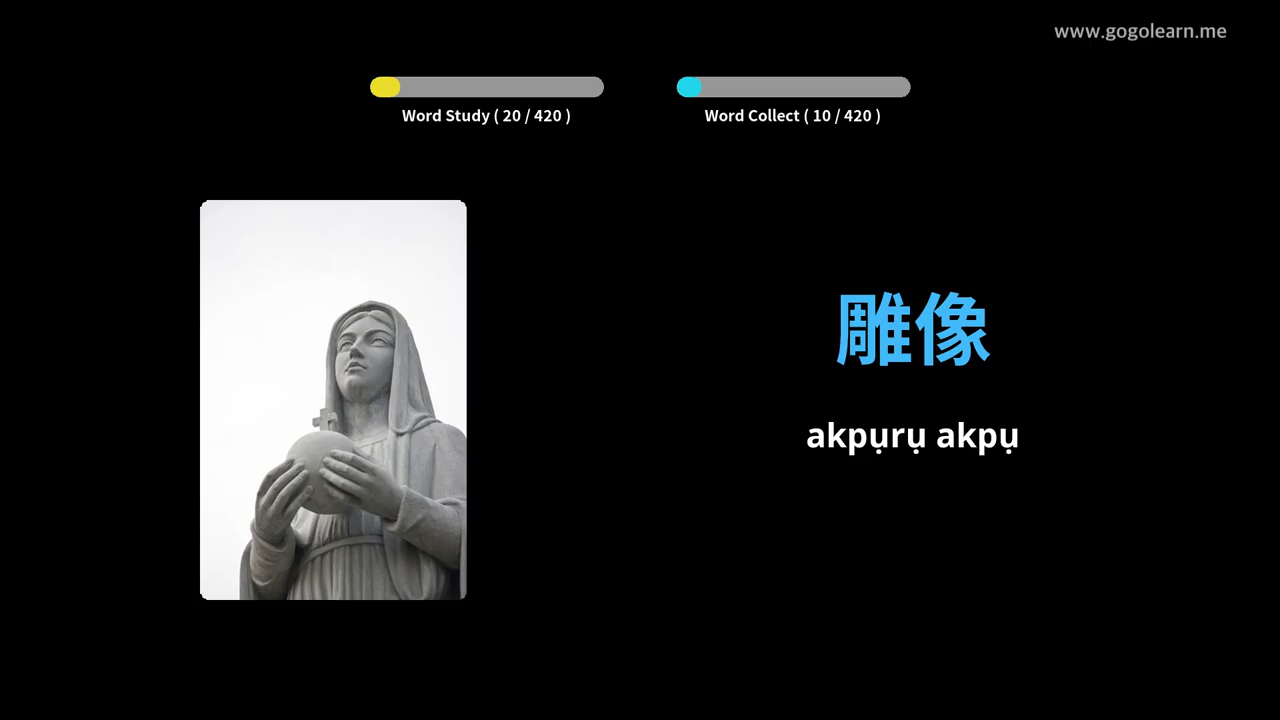 www.gogolearn.me
Word Study ( 20 / 420 )
Word Collect ( 10 / 420 )
雕像
akpụrụ akpụ